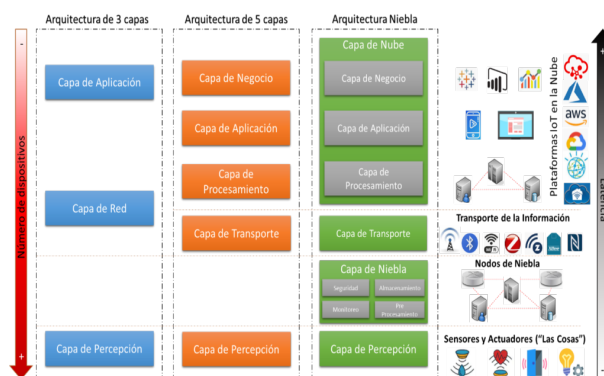 Arquitectura de 3 capas
Arquitectura de 5 capas
Arquitectura Niebla
-
Número de dispositivos
+
Capa de Aplicación
Capa de Red
Capa de Percepción
Capa de Negocio
Capa de Aplicación
Capa de
Procesamiento
Capa de Transporte
Capa de Percepción
Capa de Nube
Capa de Negocio
Capa de Aplicación
Capa de
Procesamiento
Capa de Transporte
Capa de Niebla
Seguridad
Almacenamiento
Monitoreo
Pre
Procesamiento
Capa de Percepción
Plataformas IoT en la Nube
aws
Transporte de la Información
Nodos de Niebla
Sensores y Actuadores ("Las Cosas")
+
Latencia
-